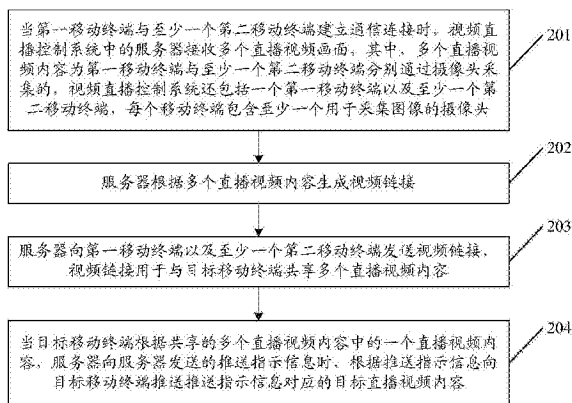 当第一移动终端与至少一个第二移动终端建立通信连接时，视频直
播控制系统中的服务器接收多个直播视频画面，其中，多个直播视
频内容为第一移动终端与至少一个第二移动终端分别通过摄像头采
集的，视频直播控制系统还包括一个第一移动终端以及至少一个第
二移动终端，每个移动终端包含至少一个用于采集图像的摄像头
201
202
服务器根据多个直播视频内容生成视频链接
203
服务器向第一移动终端以及至少一个第二移动终端发送视频链接，
视频链接用于与目标移动终端共享多个直播视频内容
204
当目标移动终端根据共享的多个直播视频内容中的一个直播视频内
容，服务器向服务器发送的推送指示信息时，根据推送指示信息向
目标移动终端推送推送指示信息对应的目标直播视频内容